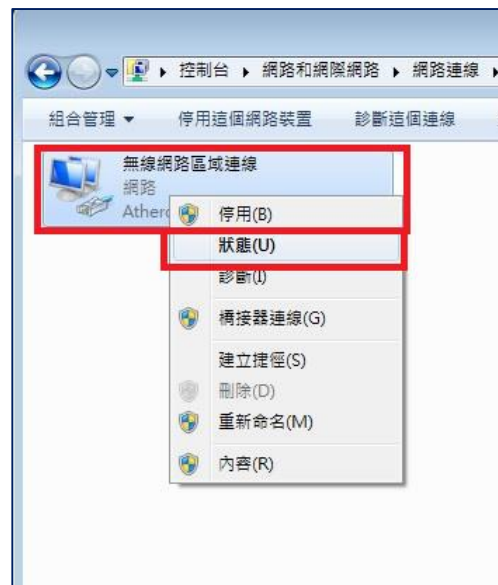 控制台 ▸ 網路和網際網路 ▸ 網路連線 ▸
組合管理 ▼ 停用這個網路裝置 診斷這個連線
無線網路區域連線
網路
停用(B)
狀態(U)
診斷(I)
橋接器連線(G)
建立捷徑(S)
刪除(D)
重新命名(M)
內容(R)